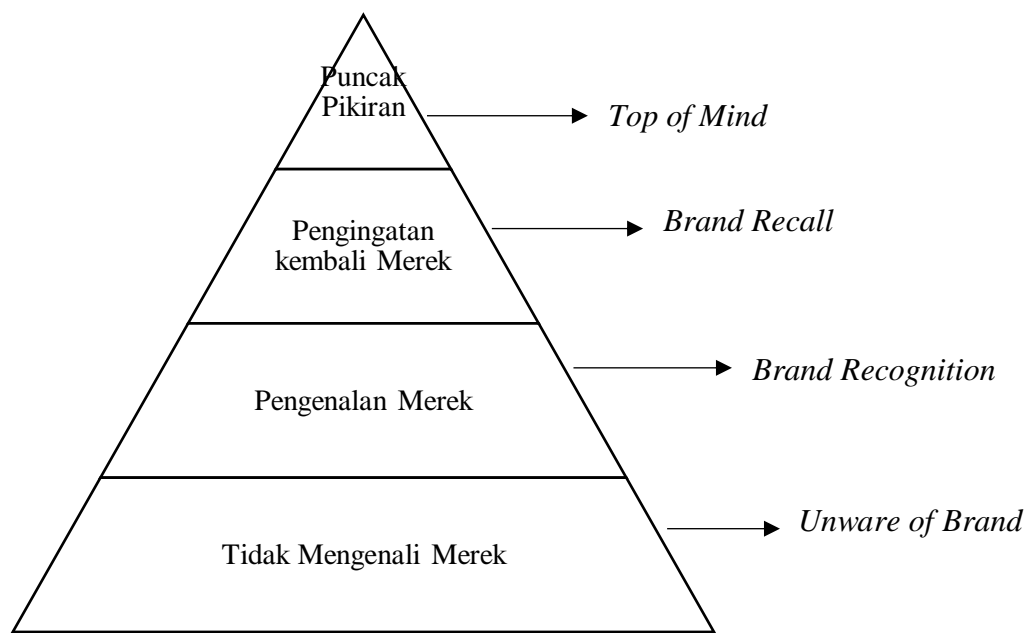 Puncak
Pikiran
Top of Mind
Pengingatan
kembali Merek
Brand Recall
Pengenalan Merek
Brand Recognition
Tidak Mengenali Merek
Unware of Brand